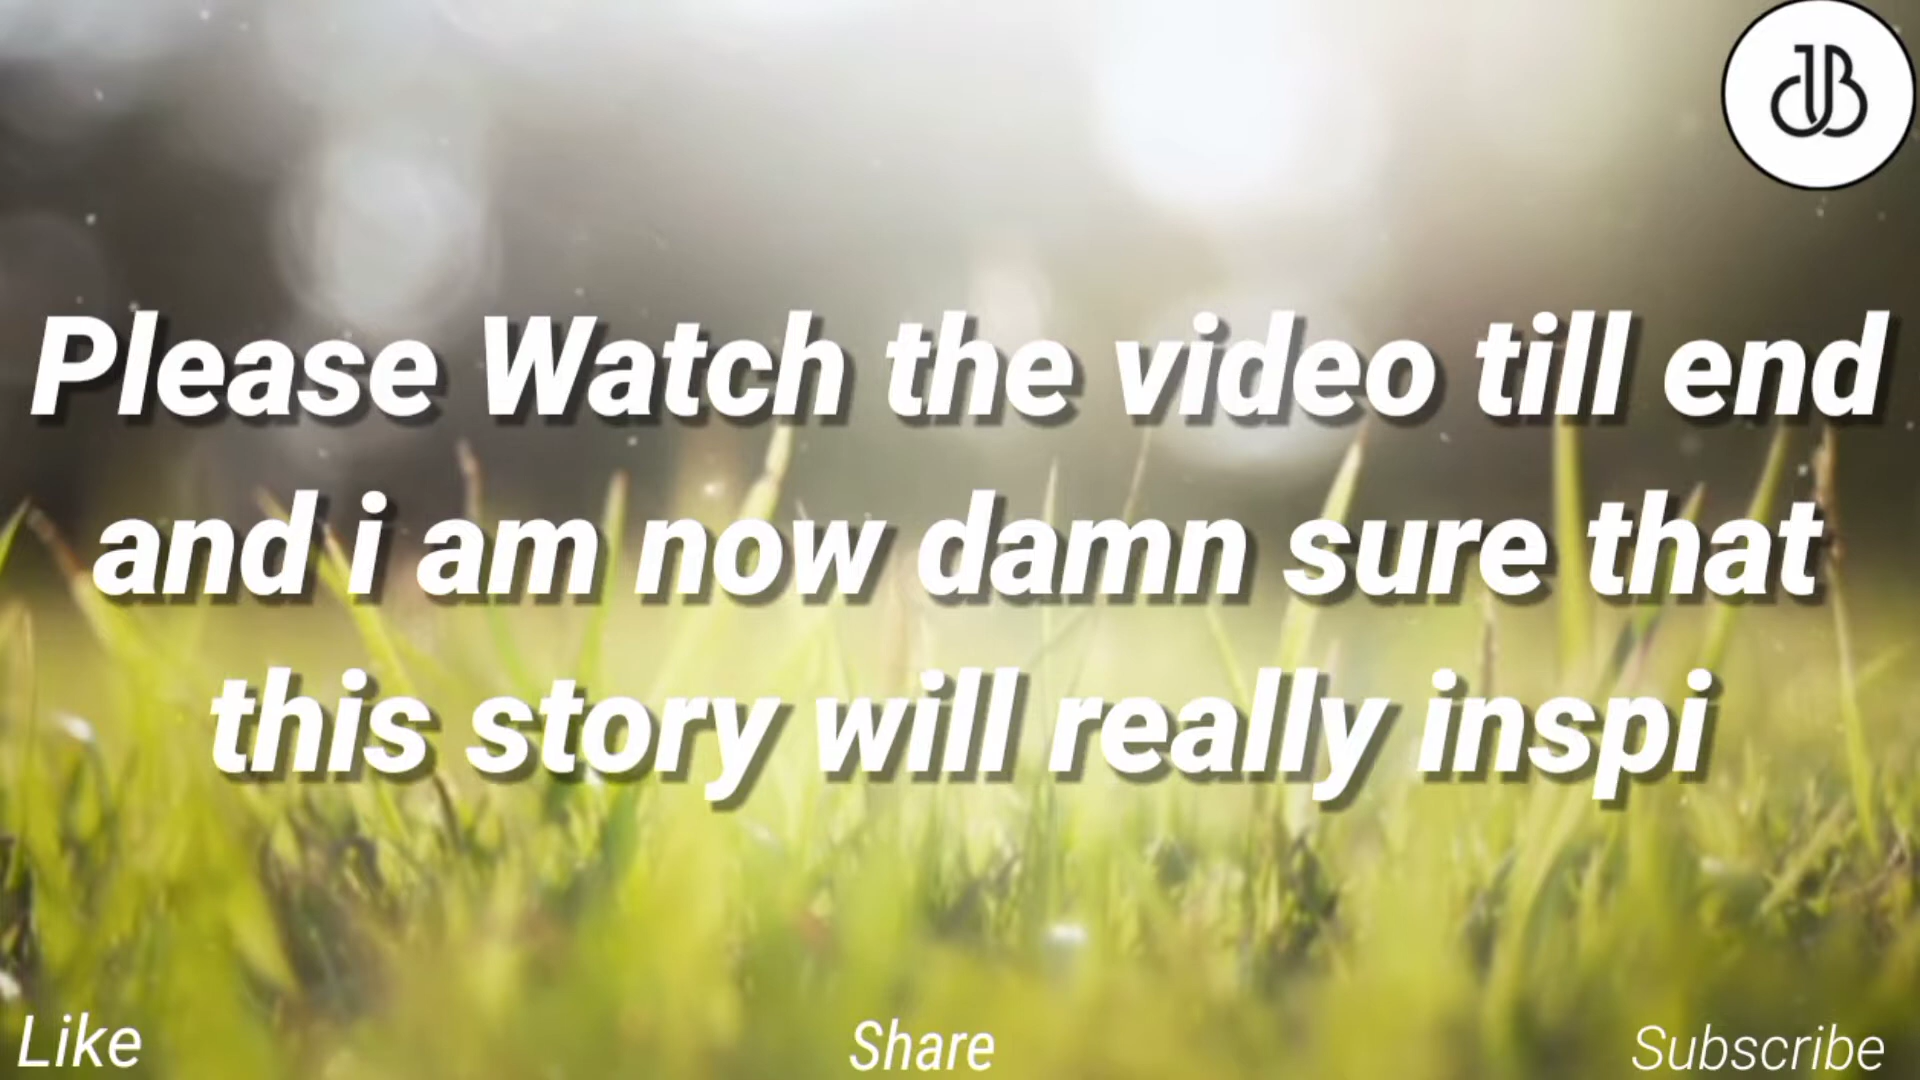 Please Watch the video till end
and i am now damn sure that
this story will really inspi
Like
Share
Subscribe